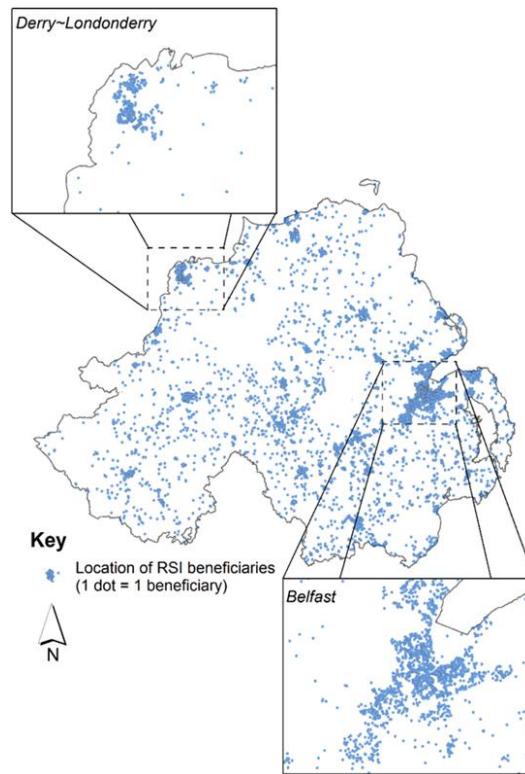 Derry~Londonderry
Key
Location of RSI beneficiaries
(1 dot = 1 beneficiary)
N
Belfast